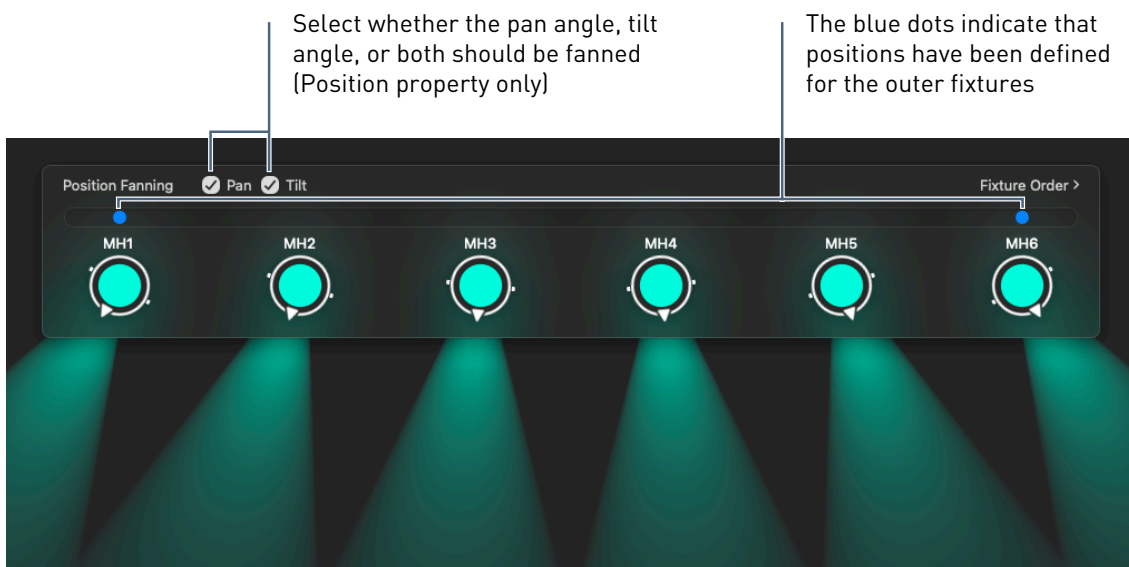 Select whether the pan angle, tilt
angle, or both should be fanned
(Position property only)
The blue dots indicate that
positions have been defined
for the outer fixtures
Position Fanning Pan Tilt Fixture Order >
MH1 MH2 MH3 MH4 MH5 MH6